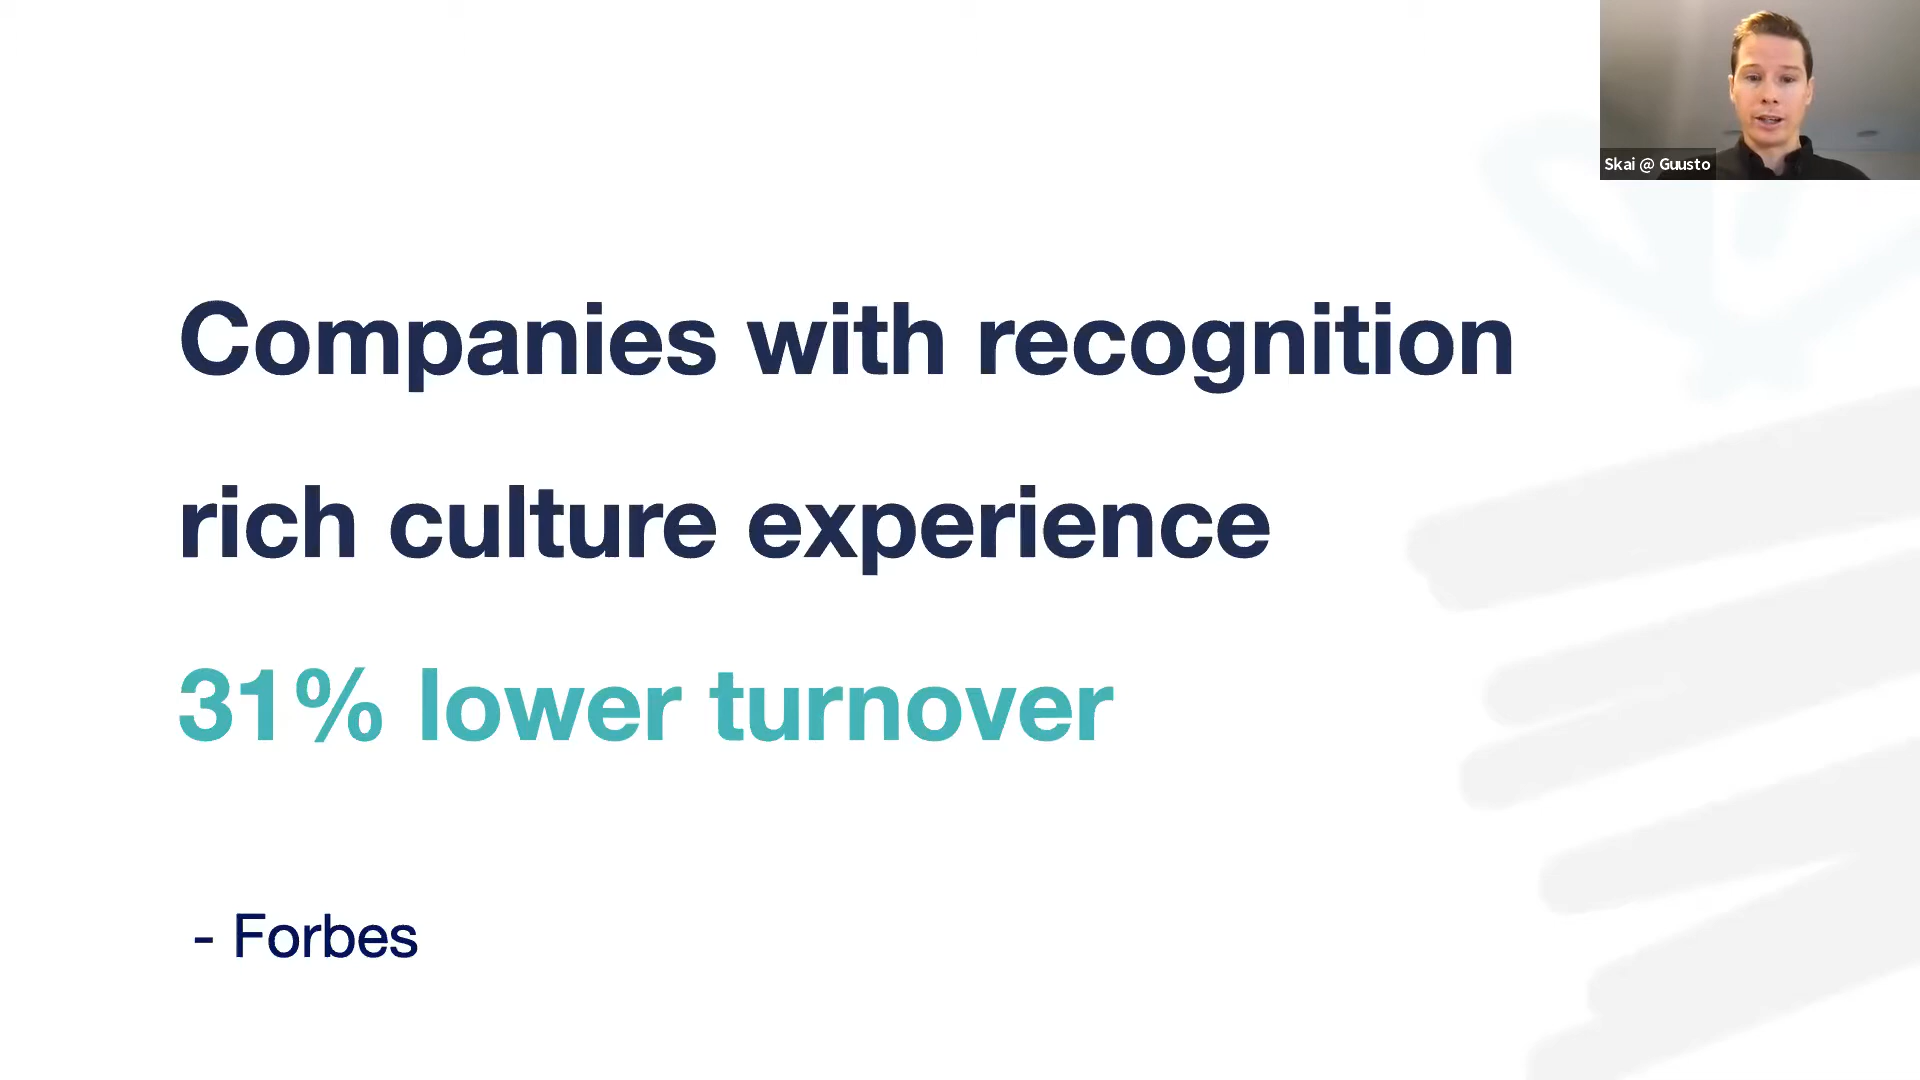 Skai @ Guusto
Companies with recognition
rich culture experience
31% lower turnover
- Forbes